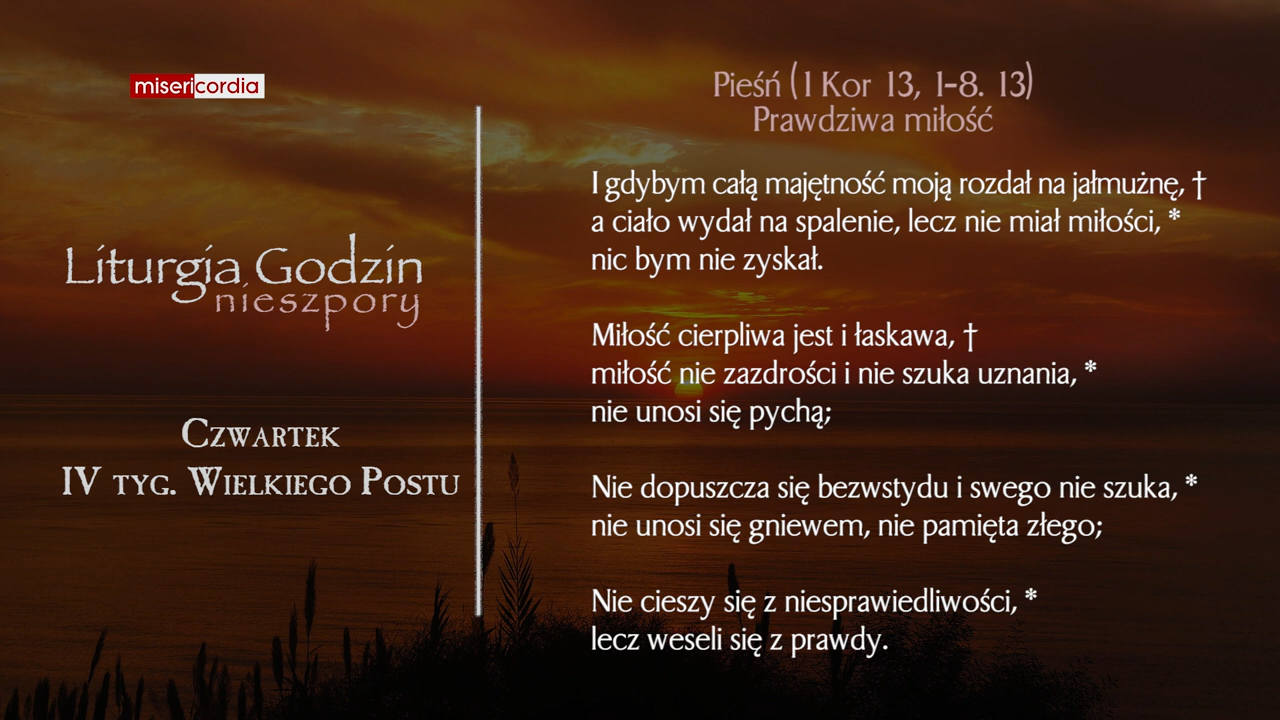 misericordia
Liturgia Godzin
nieszpory
Czwartek
IV tyg. Wielkiego Postu
Pieśń (1 Kor 13, 1-8. 13)
Prawdziwa miłość
I gdybym całą majętność moją rozdał na jałmużnę, †
a ciało wydał na spalenie, lecz nie miał miłości, *
nic bym nie zyskał.
Miłość cierpliwa jest i łaskawa, †
miłość nie zazdrości i nie szuka uznania, *
nie unosi się pychą;
Nie dopuszcza się bezwstydu i swego nie szuka, *
nie unosi się gniewem, nie pamięta złego;
Nie cieszy się z niesprawiedliwości, *
lecz weseli się z prawdy.